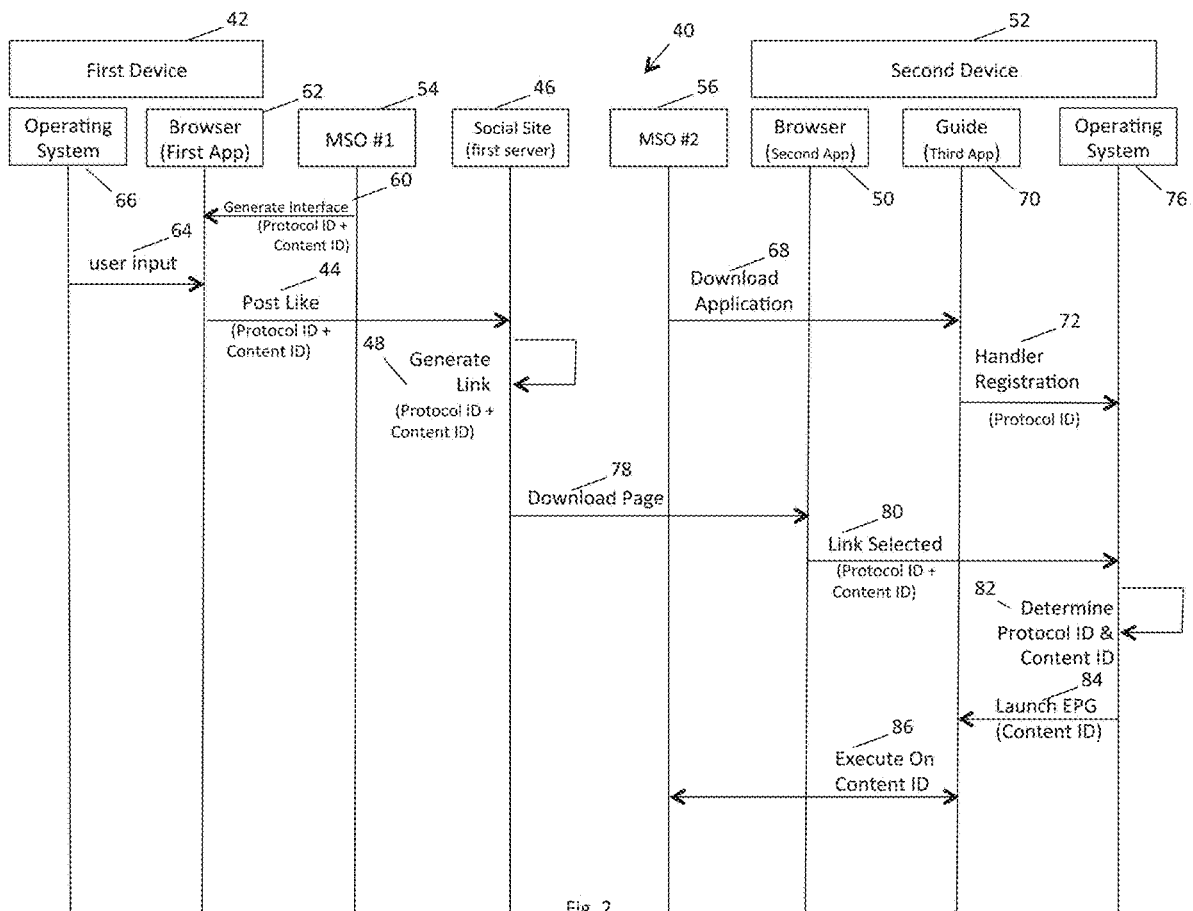 42
52
40
First Device
Second Device
62
54
46
56
Operating
System
Browser
(First App)
MSO #1
Social Site
(first server)
MSO #2
Browser
(Second App)
Guide
(Third App)
Operating
System
66
60
50
70
76
Generate Interface
(Protocol ID +
Content ID)
64
user input
44
Post Like
(Protocol ID +
Content ID)
68
Download
Application
48
Generate
Link
(Protocol ID +
Content ID)
72
Handler
Registration
(Protocol ID)
78
Download Page
80
Link Selected
(Protocol ID +
Content ID)
82
Determine
Protocol ID &
Content ID
84
Launch EPG
(Content ID)
86
Execute On
Content ID
Fig. 2